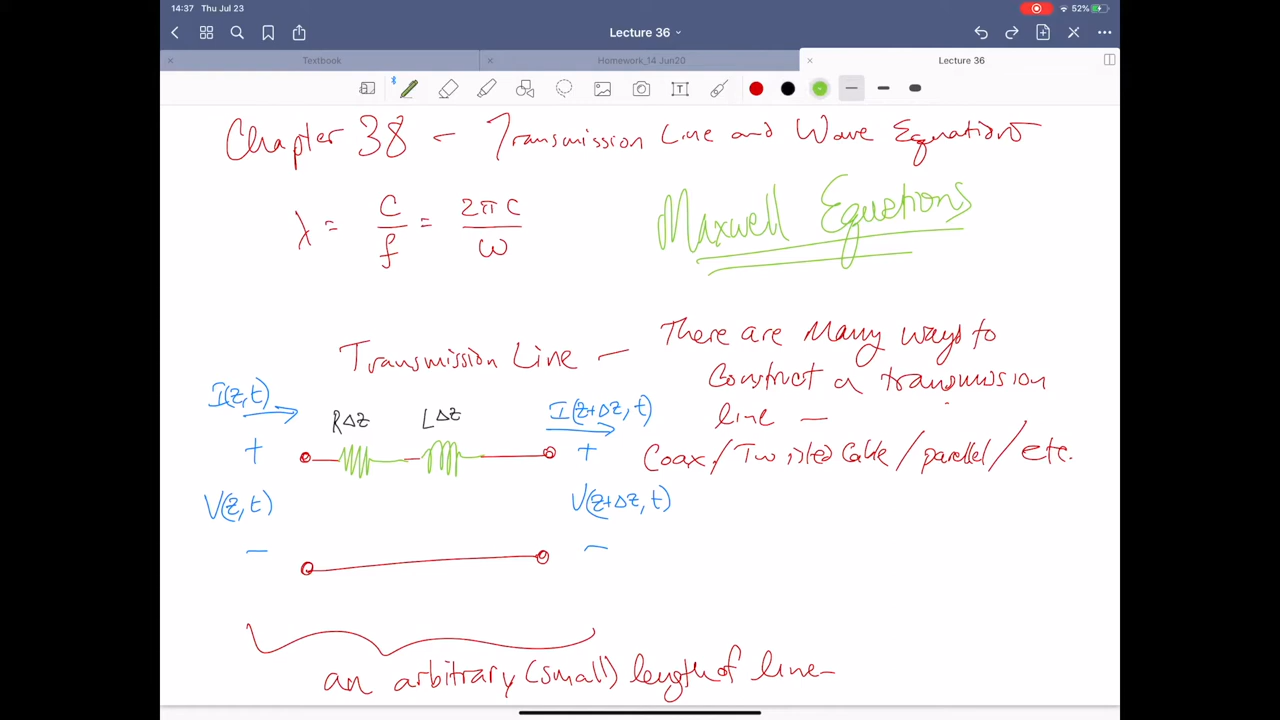 14:37 Thu Jul 23
52%
Lecture 36
Textbook
Homework_14 Jun20
Lecture 36
T
Chapter 38 - Transmission Line and Wave Equations
λ = C/f = 2πC/ω
Maxwell Equations
Transmission Line —
There are Many ways to
construct a transmission
line —
Coax/Twisted Cable/parallel/etc.
I(z,t)
RΔz
LΔz
I(z+Δz,t)
+
+
V(z,t)
V(z+Δz,t)
−
−
an arbitrary (small) length of line-